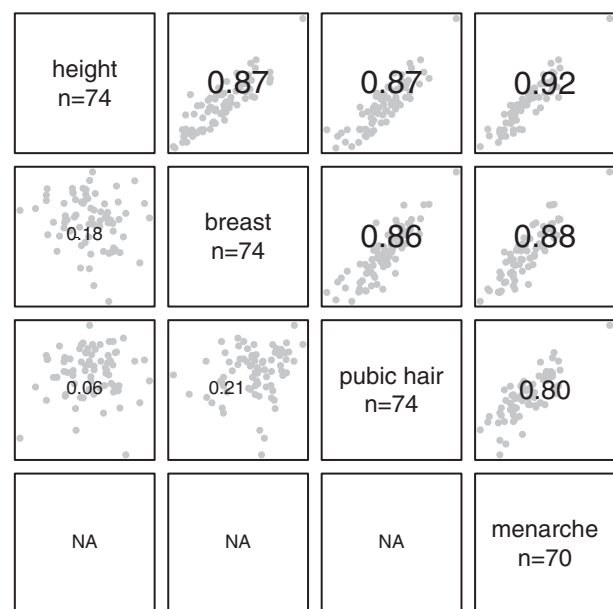 height
n=74
0.87
0.87
0.92
0.18
breast
n=74
0.86
0.88
0.06
0.21
pubic hair
n=74
0.80
NA
NA
NA
menarche
n=70